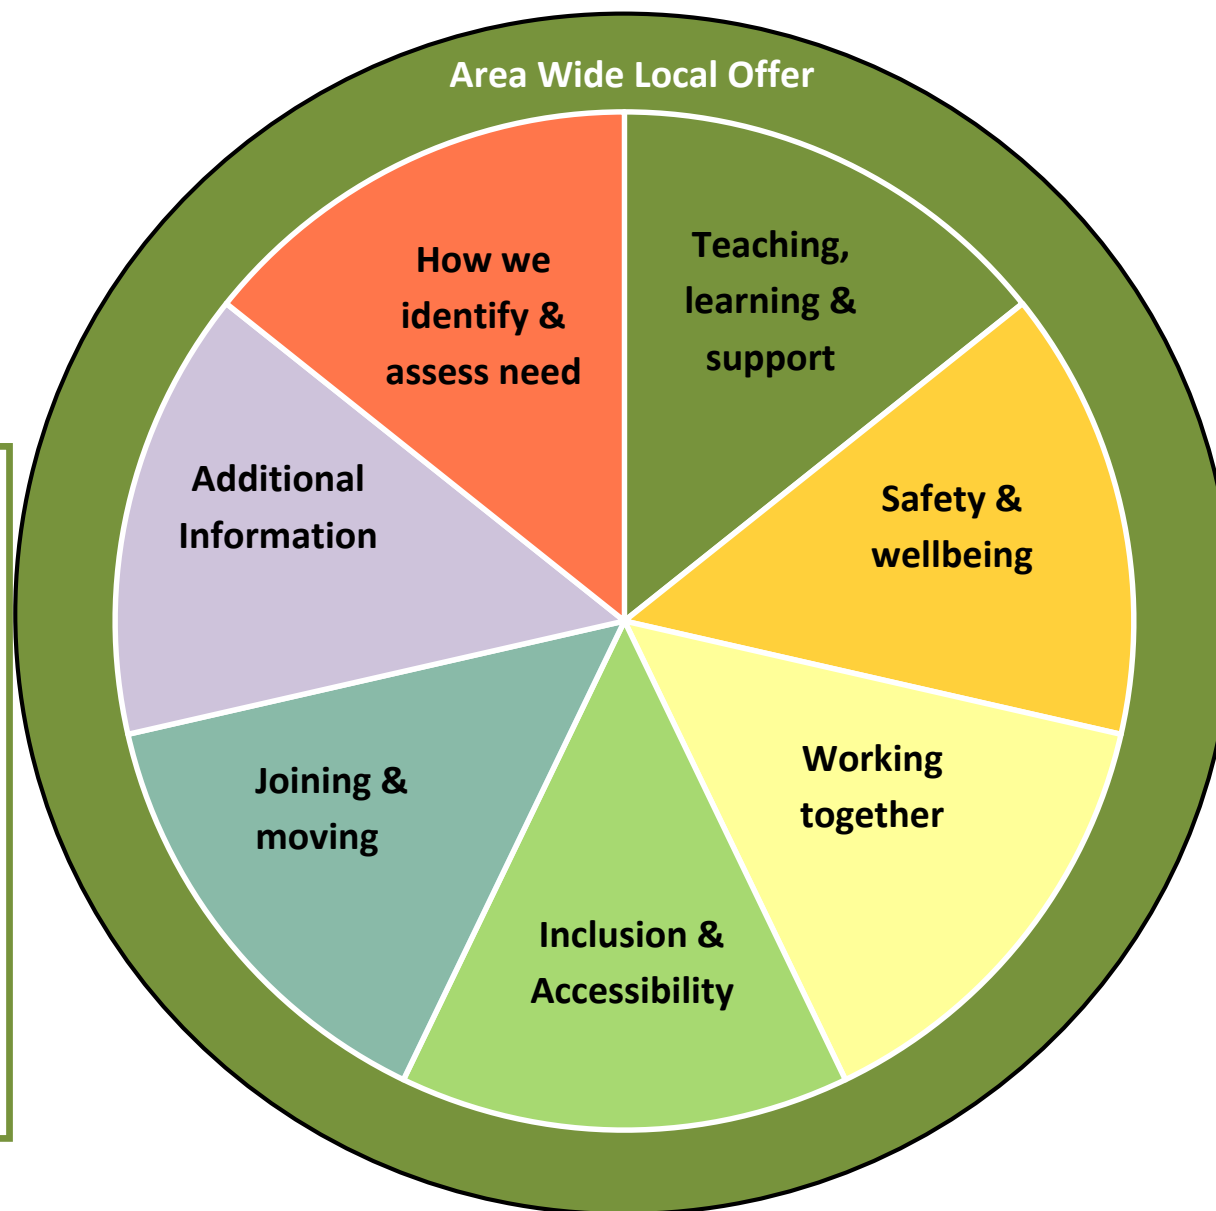 Area Wide Local Offer
How we
identify &
assess need
Teaching,
learning &
support
Safety &
wellbeing
Working
together
Inclusion &
Accessibility
Joining &
moving
Additional
Information